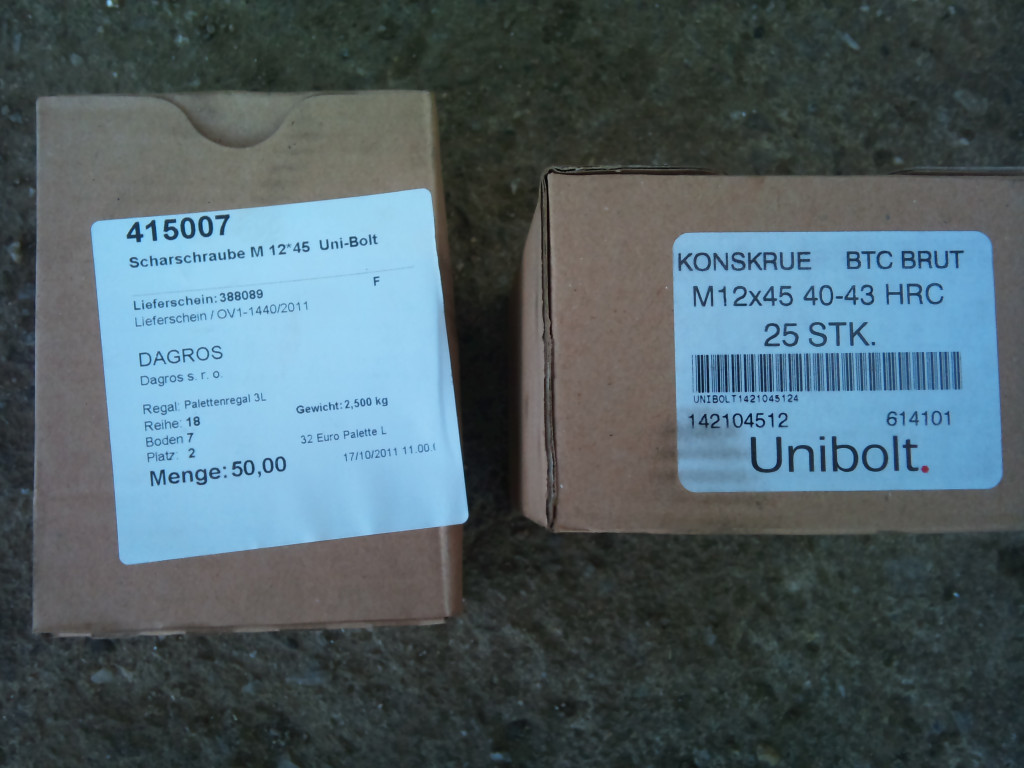 415007
Scharschraube M 12*45 Uni-Bolt
F
Lieferschein: 388089
Lieferschein / OV1-1440/2011
DAGROS
Dagros s. r. o.
Regal: Palettenregal 3L
Gewicht: 2,500 kg
Reihe: 18
Boden 7
32 Euro Palette L
Platz: 2
17/10/2011 11.00.
Menge: 50,00
KONSKRUE BTC BRUT
M12x45 40-43 HRC
25 STK.
UNIBOLT1421045124
142104512 614101
Unibolt.